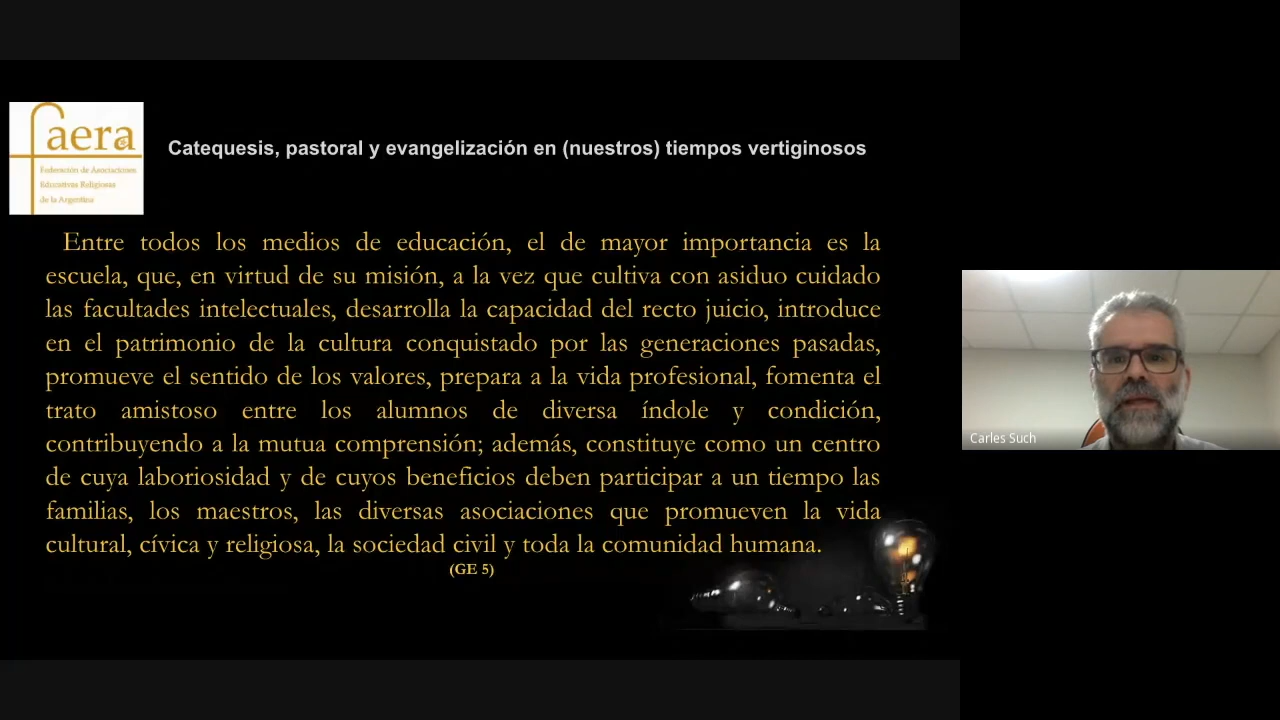 faera
Federación de Asociaciones
Educativas Religiosas
de la Argentina
Catequesis, pastoral y evangelización en (nuestros) tiempos vertiginosos
Entre todos los medios de educación, el de mayor importancia es la
escuela, que, en virtud de su misión, a la vez que cultiva con asiduo cuidado
las facultades intelectuales, desarrolla la capacidad del recto juicio, introduce
en el patrimonio de la cultura conquistado por las generaciones pasadas,
promueve el sentido de los valores, prepara a la vida profesional, fomenta el
trato amistoso entre los alumnos de diversa índole y condición,
contribuyendo a la mutua comprensión; además, constituye como un centro
de cuya laboriosidad y de cuyos beneficios deben participar a un tiempo las
familias, los maestros, las diversas asociaciones que promueven la vida
cultural, cívica y religiosa, la sociedad civil y toda la comunidad humana.
(GE 5)
Carles Such